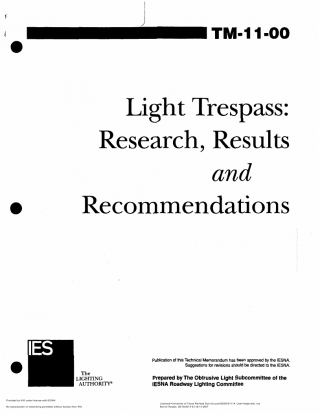 TM-11-00
Light Trespass:
Research, Results
and
Recommendations
IES
The
LIGHTING
AUTHORITY®
Publication of this Technical Memorandum has been approved by the IESNA.
Suggestions for revisions should be directed to the IESNA.
Prepared by The Obtrusive Light Subcommittee of the
IESNA Roadway Lighting Committee